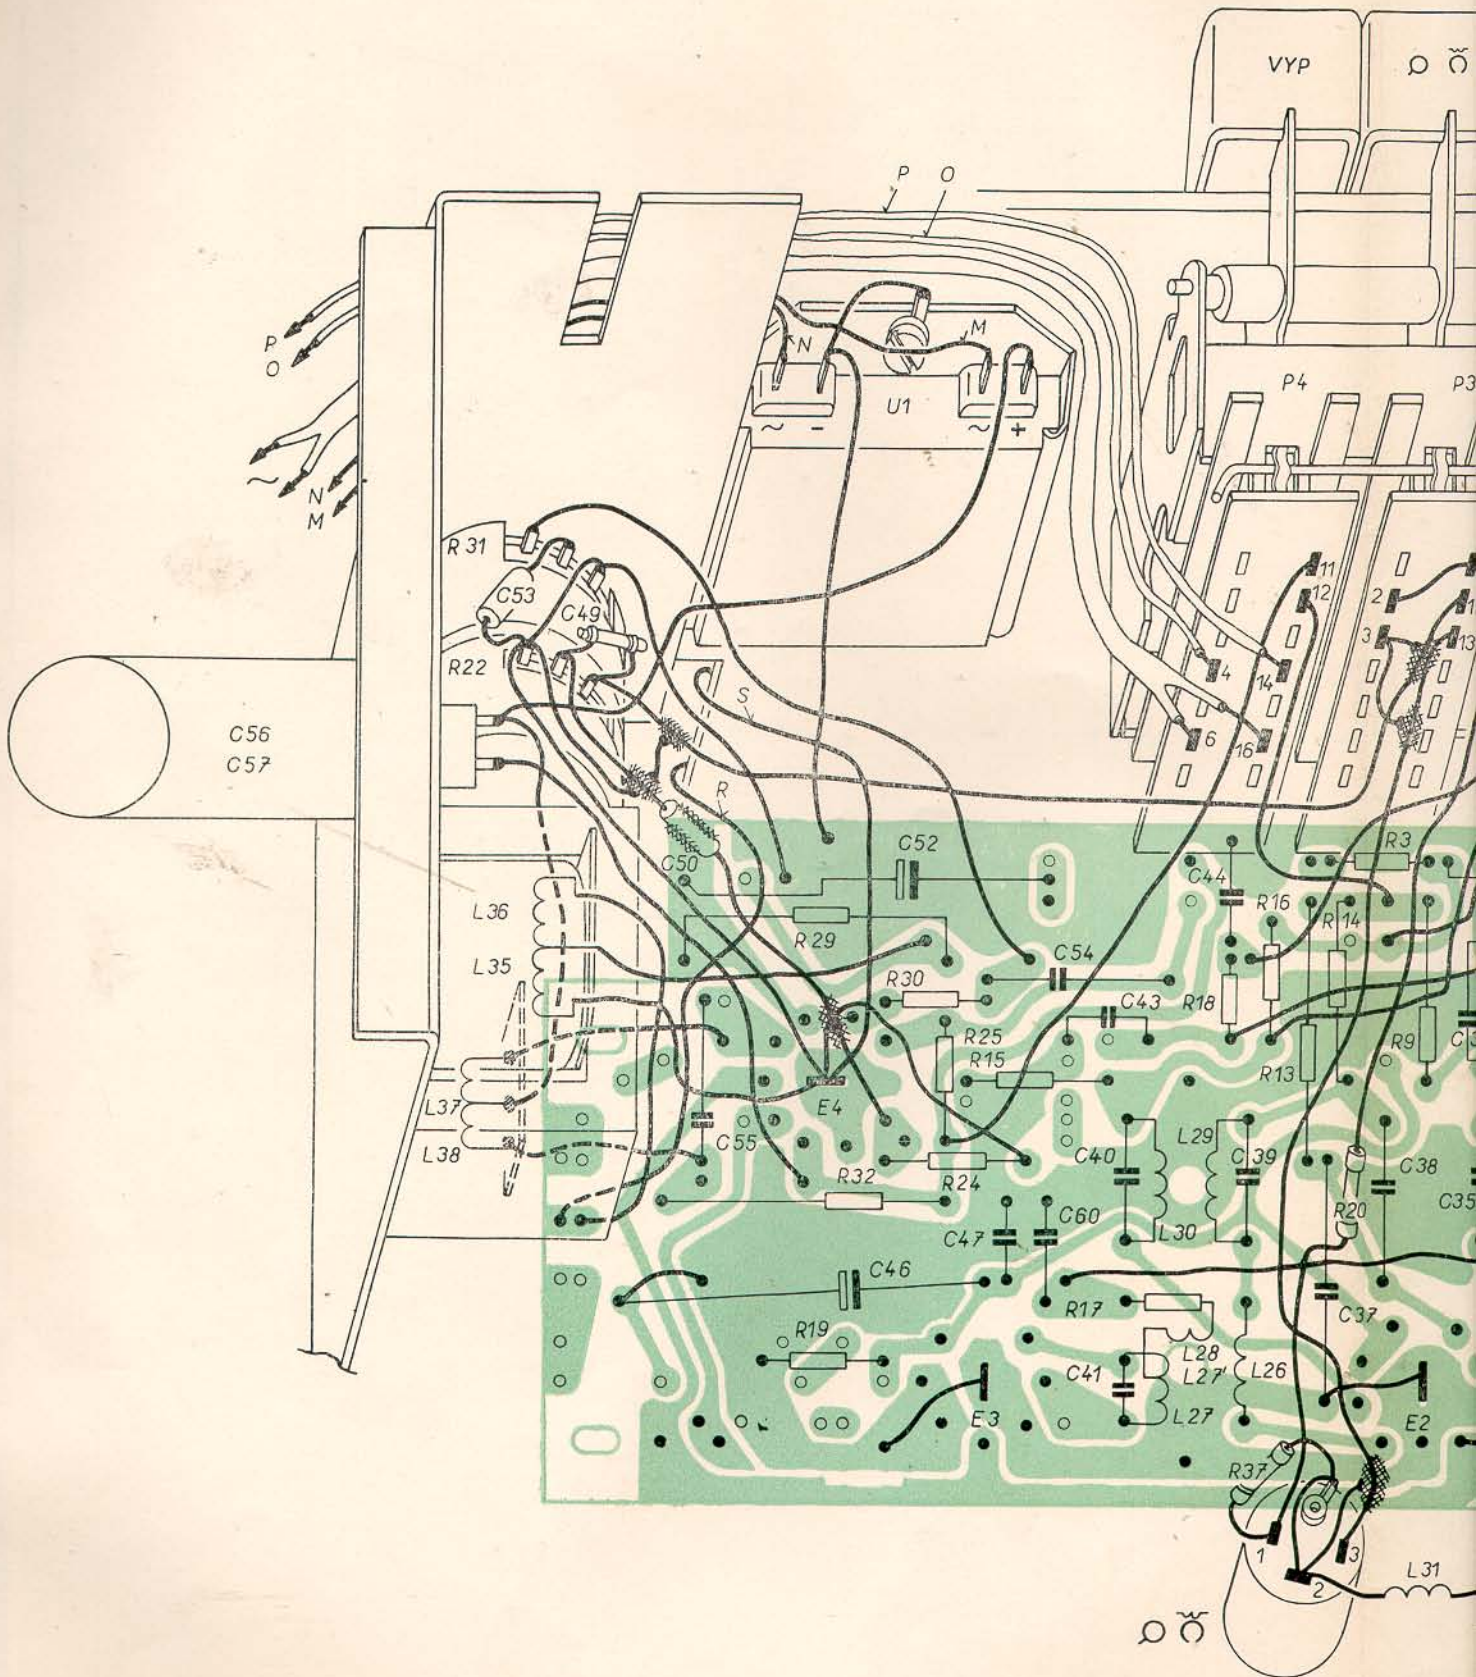 VYP
P O
P
O
N
M
U1
~ - ~ +
P4
P3
~
N
M
R31
C53
C49
R22
11
12
2
3
13
4
14
6
16
S
C56
C57
R
C50
C52
C44
R3
R16
R14
L36
R29
L35
C54
R30
C43
R18
R25
R15
R13
R9
L37
E4
C55
L38
L29
C40
C39
C38
R32
R24
R20
C35
C60
L30
C47
C46
R17
C37
R19
L28
L27'
L26
C41
L27
E3
E2
R37
1
3
2
L31